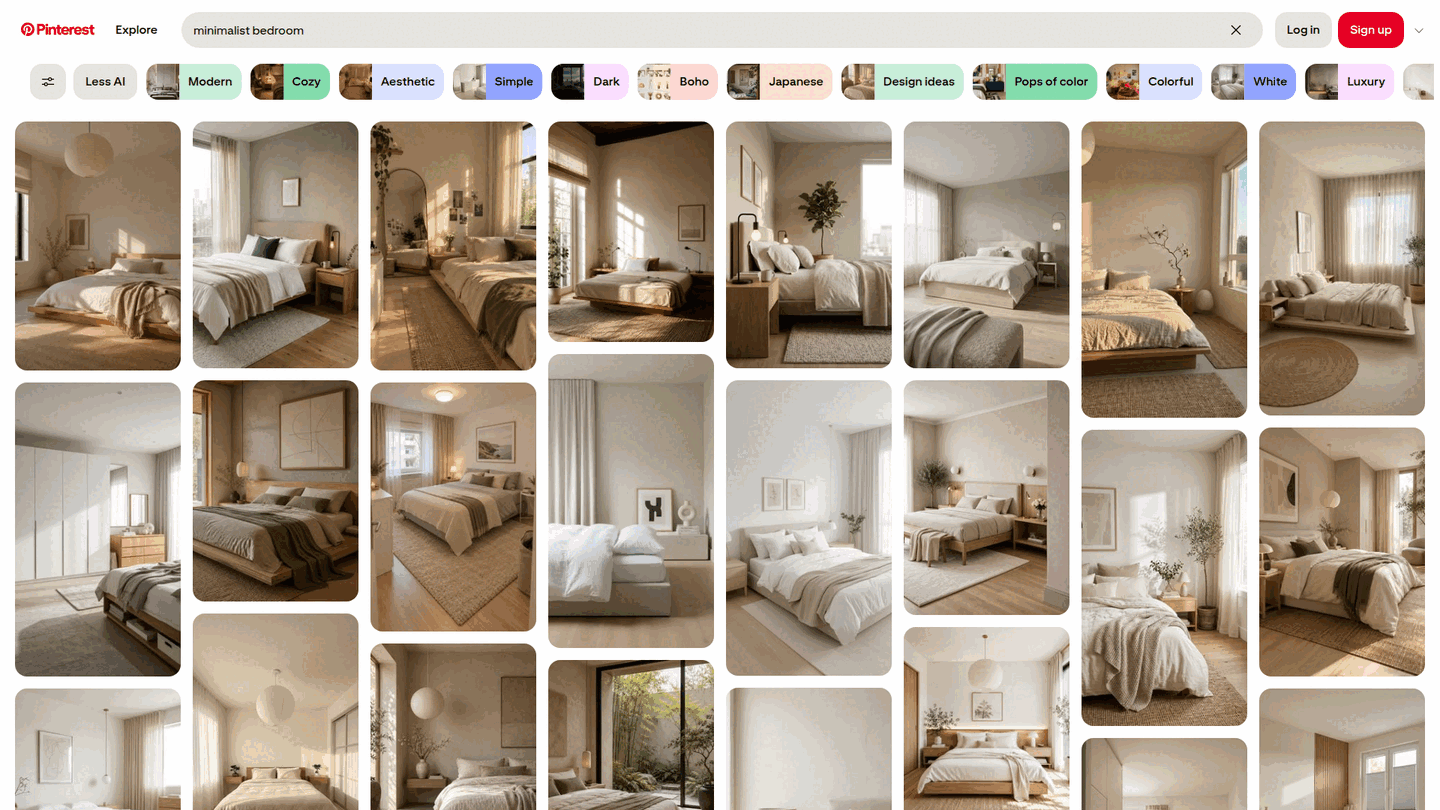 Pinterest
Explore
minimalist bedroom
Log in
Sign up
Less AI
Modern
Cozy
Aesthetic
Simple
Dark
Boho
Japanese
Design ideas
Pops of color
Colorful
White
Luxury